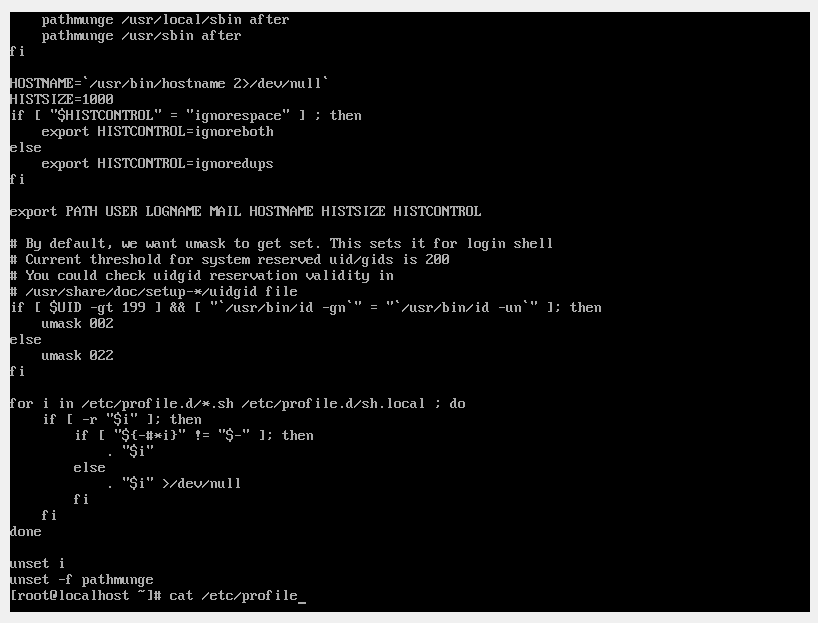 pathmunge /usr/local/sbin after
    pathmunge /usr/sbin after
fi

HOSTNAME=`/usr/bin/hostname 2>/dev/null`
HISTSIZE=1000
if [ "$HISTCONTROL" = "ignorespace" ] ; then
    export HISTCONTROL=ignoreboth
else
    export HISTCONTROL=ignoredups
fi

export PATH USER LOGNAME MAIL HOSTNAME HISTSIZE HISTCONTROL

# By default, we want umask to get set. This sets it for login shell
# Current threshold for system reserved uid/gids is 200
# You could check uidgid reservation validity in
# /usr/share/doc/setup-*/uidgid file
if [ $UID -gt 199 ] && [ "`/usr/bin/id -gn`" = "`/usr/bin/id -un`" ]; then
    umask 002
else
    umask 022
fi

for i in /etc/profile.d/*.sh /etc/profile.d/sh.local ; do
    if [ -r "$i" ]; then
        if [ "${-#*i}" != "$-" ]; then
            . "$i"
        else
            . "$i" >/dev/null
        fi
    fi
done

unset i
unset -f pathmunge
[root@localhost ~]# cat /etc/profile_